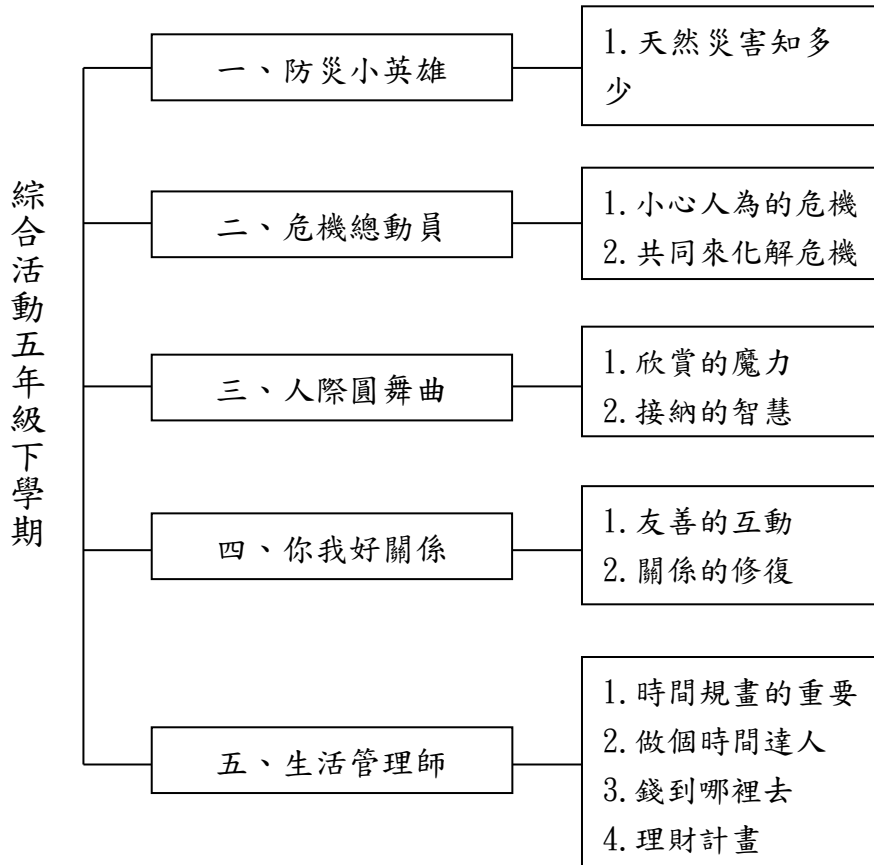 綜合活動五年級下學期
一、防災小英雄
1.天然災害知多
少
二、危機總動員
1.小心人為的危機
2.共同來化解危機
三、人際圓舞曲
1.欣賞的魔力
2.接納的智慧
四、你我好關係
1.友善的互動
2.關係的修復
五、生活管理師
1.時間規畫的重要
2.做個時間達人
3.錢到哪裡去
4.理財計畫